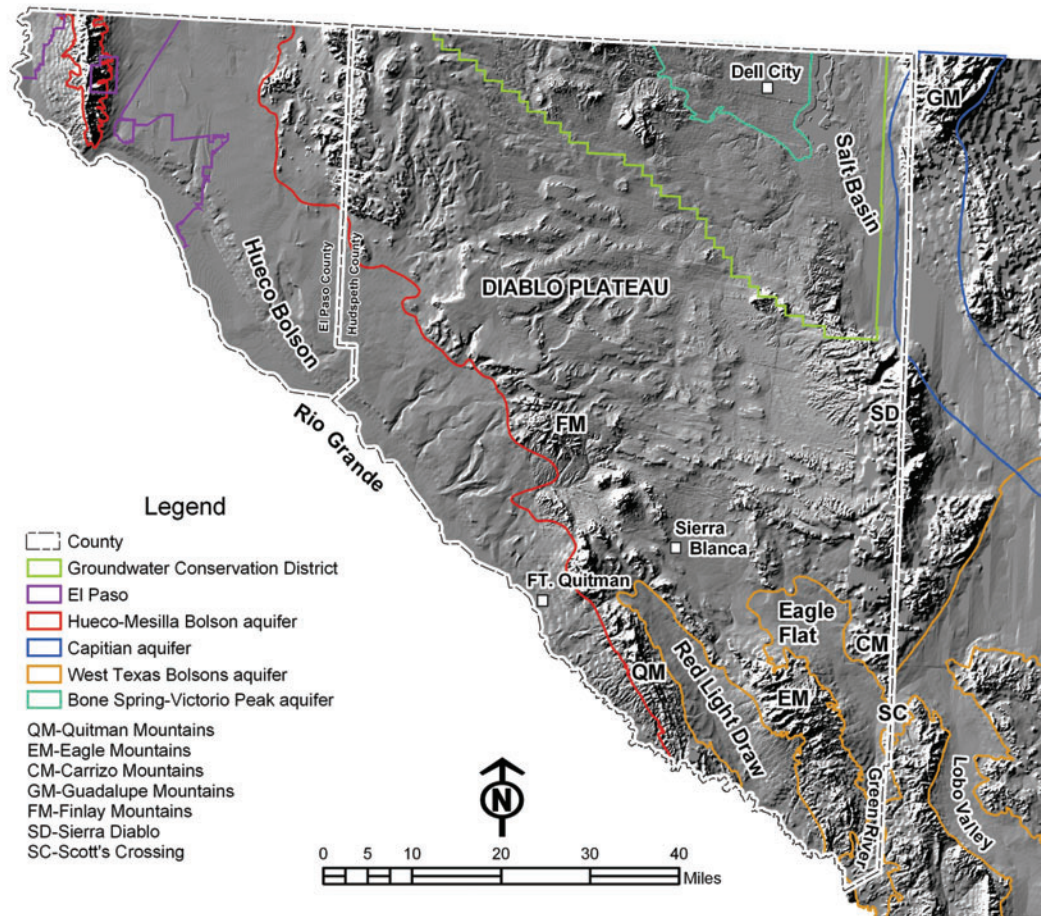 Dell City
GM
Salt Basin
Hueco Bolson
El Paso County
Hudspeth County
DIABLO PLATEAU
Rio Grande
FM
SD
Sierra
Blanca
FT. Quitman
Eagle
Flat
CM
QM
Red Light Draw
EM
SC
Green River
Lobo Valley
Legend
County
Groundwater Conservation District
El Paso
Hueco-Mesilla Bolson aquifer
Capitian aquifer
West Texas Bolsons aquifer
Bone Spring-Victorio Peak aquifer
QM-Quitman Mountains
EM-Eagle Mountains
CM-Carrizo Mountains
GM-Guadalupe Mountains
FM-Finlay Mountains
SD-Sierra Diablo
SC-Scott's Crossing
N
0 5 10 20 30 40
Miles